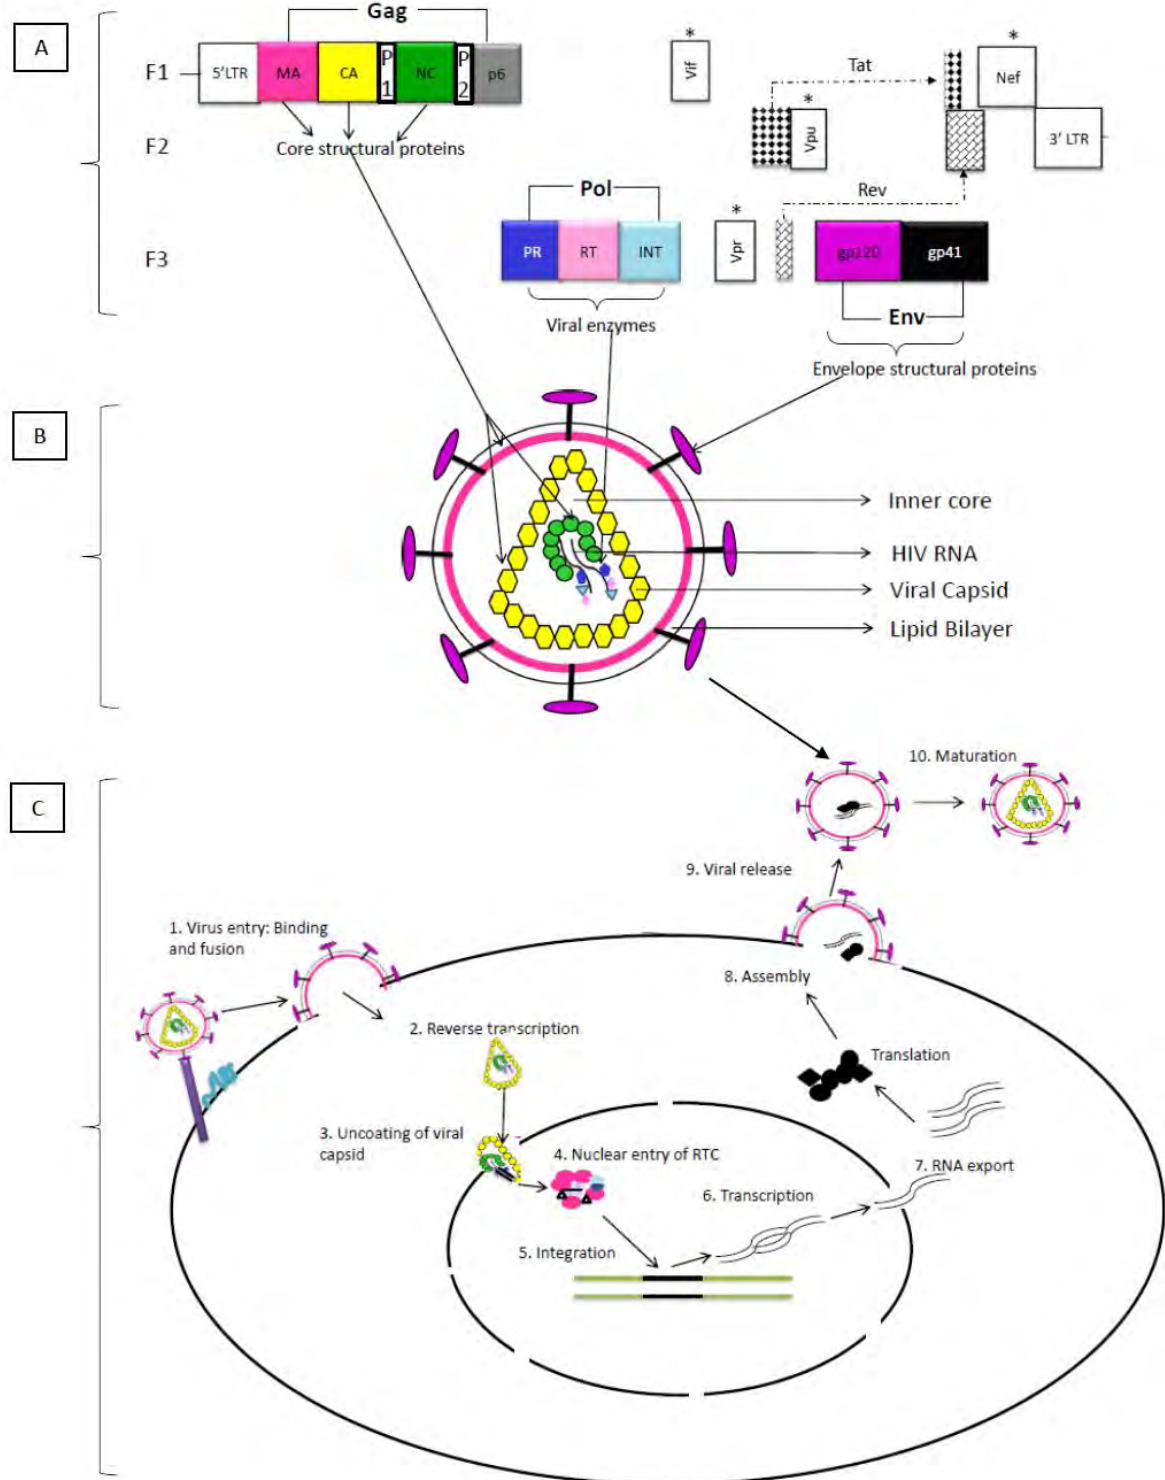 A
Gag
F1
5'LTR
MA
CA
P
1
NC
P
2
p6
*
Vif
Tat
*
Nef
F2
Core structural proteins
*
Vpu
3' LTR
Pol
Rev
F3
PR
RT
INT
*
Vpr
gp120
gp41
Viral enzymes
Env
Envelope structural proteins
B
Inner core
HIV RNA
Viral Capsid
Lipid Bilayer
C
10. Maturation
9. Viral release
1. Virus entry: Binding
and fusion
8. Assembly
2. Reverse transcription
Translation
3. Uncoating of viral
capsid
4. Nuclear entry of RTC
7. RNA export
6. Transcription
5. Integration